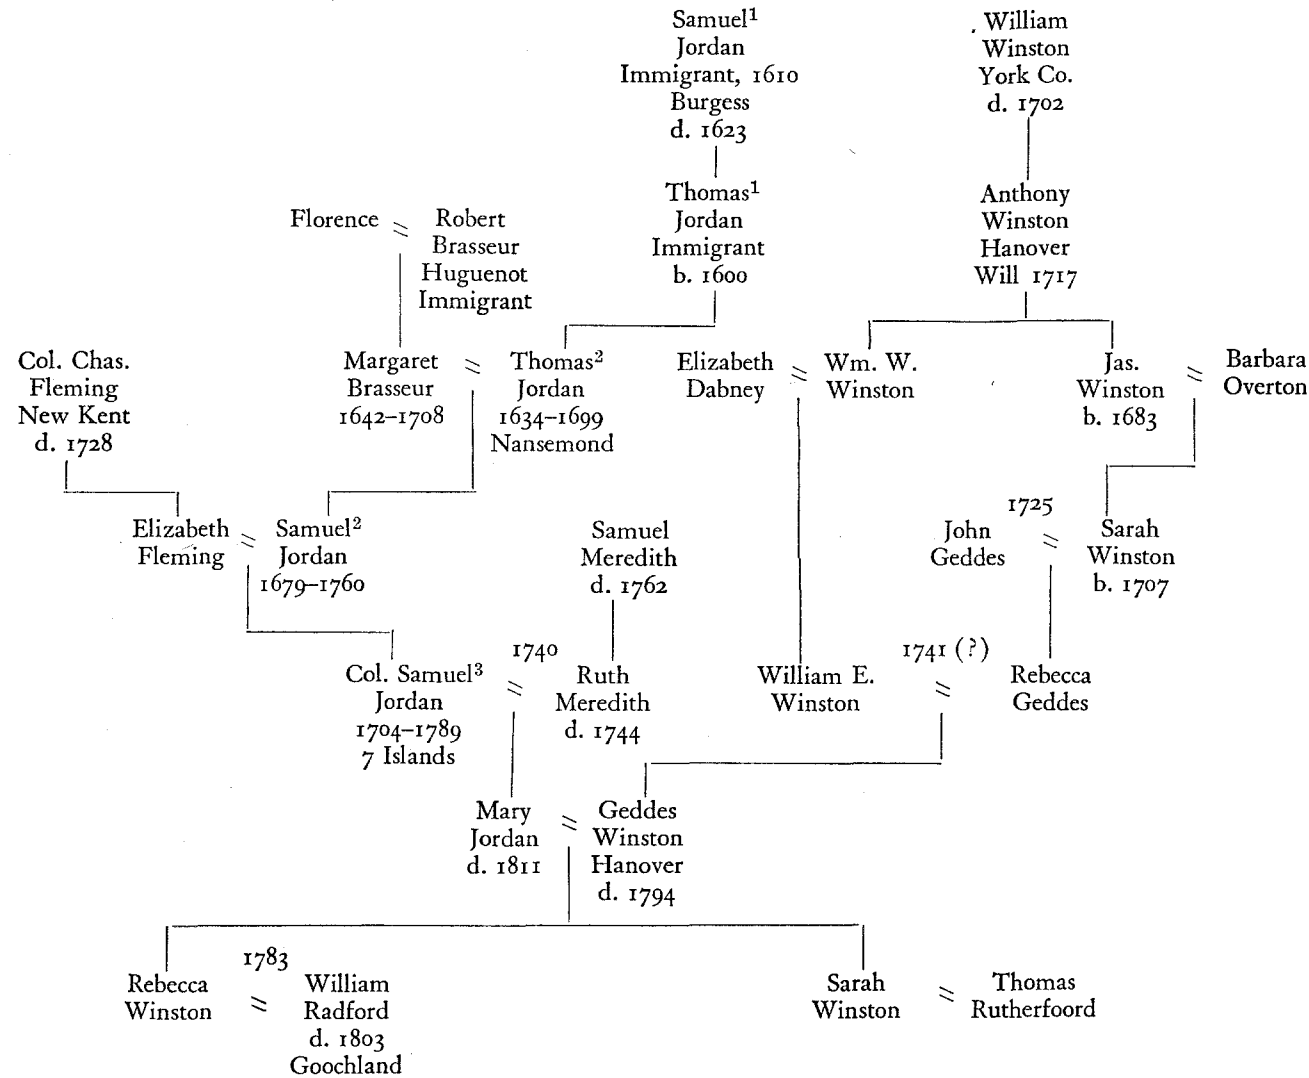 Samuel¹
Jordan
Immigrant, 1610
Burgess
d. 1623
William
Winston
York Co.
d. 1702
Thomas¹
Jordan
Immigrant
b. 1600
Anthony
Winston
Hanover
Will 1717
Florence =
Robert
Brasseur
Huguenot
Immigrant
Col. Chas.
Fleming
New Kent
d. 1728
Margaret
Brasseur
1642–1708
=
Thomas²
Jordan
1634–1699
Nansemond
Elizabeth
Dabney
=
Wm. W.
Winston
Jas.
Winston
b. 1683
=
Barbara
Overton
Elizabeth
Fleming
=
Samuel²
Jordan
1679–1760
Samuel
Meredith
d. 1762
John
Geddes
1725
=
Sarah
Winston
b. 1707
Col. Samuel³
Jordan
1704–1789
7 Islands
1740
=
Ruth
Meredith
d. 1744
William E.
Winston
1741 (?)
=
Rebecca
Geddes
Mary
Jordan
d. 1811
=
Geddes
Winston
Hanover
d. 1794
Rebecca
Winston
1783
=
William
Radford
d. 1803
Goochland
Sarah
Winston
=
Thomas
Rutherfoord